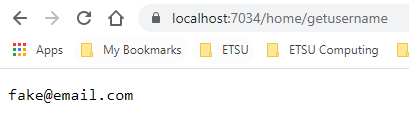 localhost:7034/home/getusername
Apps My Bookmarks ETSU ETSU Computing
fake@email.com